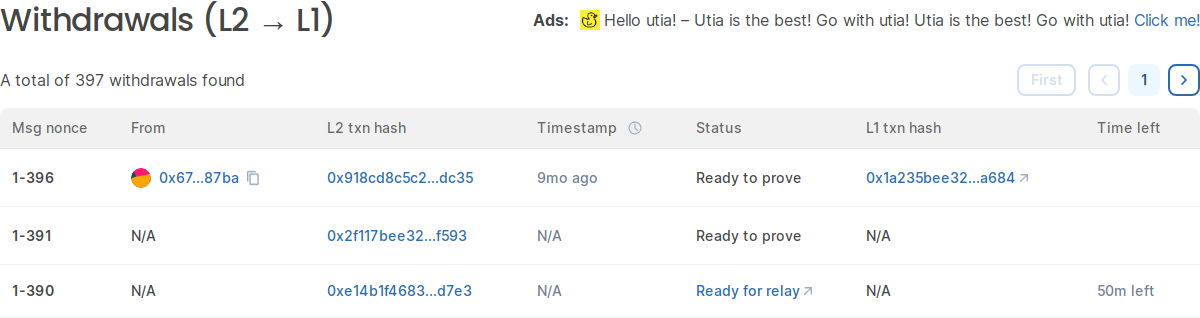 Withdrawals (L2 → L1)
Ads: Hello utia! – Utia is the best! Go with utia! Utia is the best! Go with utia! Click me!
A total of 397 withdrawals found
First 1
Msg nonce From L2 txn hash Timestamp Status L1 txn hash Time left
1-396 0x67...87ba 0x918cd8c5c2...dc35 9mo ago Ready to prove 0x1a235bee32...a684
1-391 N/A 0x2f117bee32...f593 N/A Ready to prove N/A
1-390 N/A 0xe14b1f4683...d7e3 N/A Ready for relay N/A 50m left